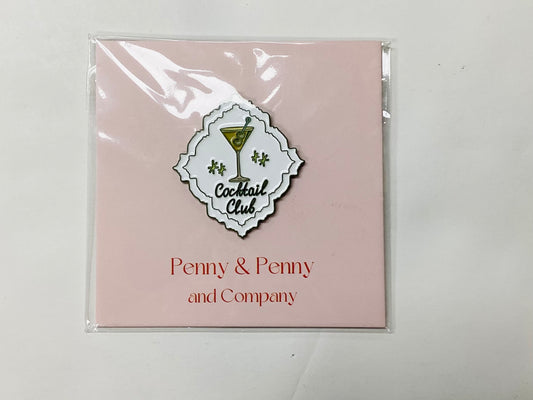 Cocktail
Club
Penny & Penny
and Company